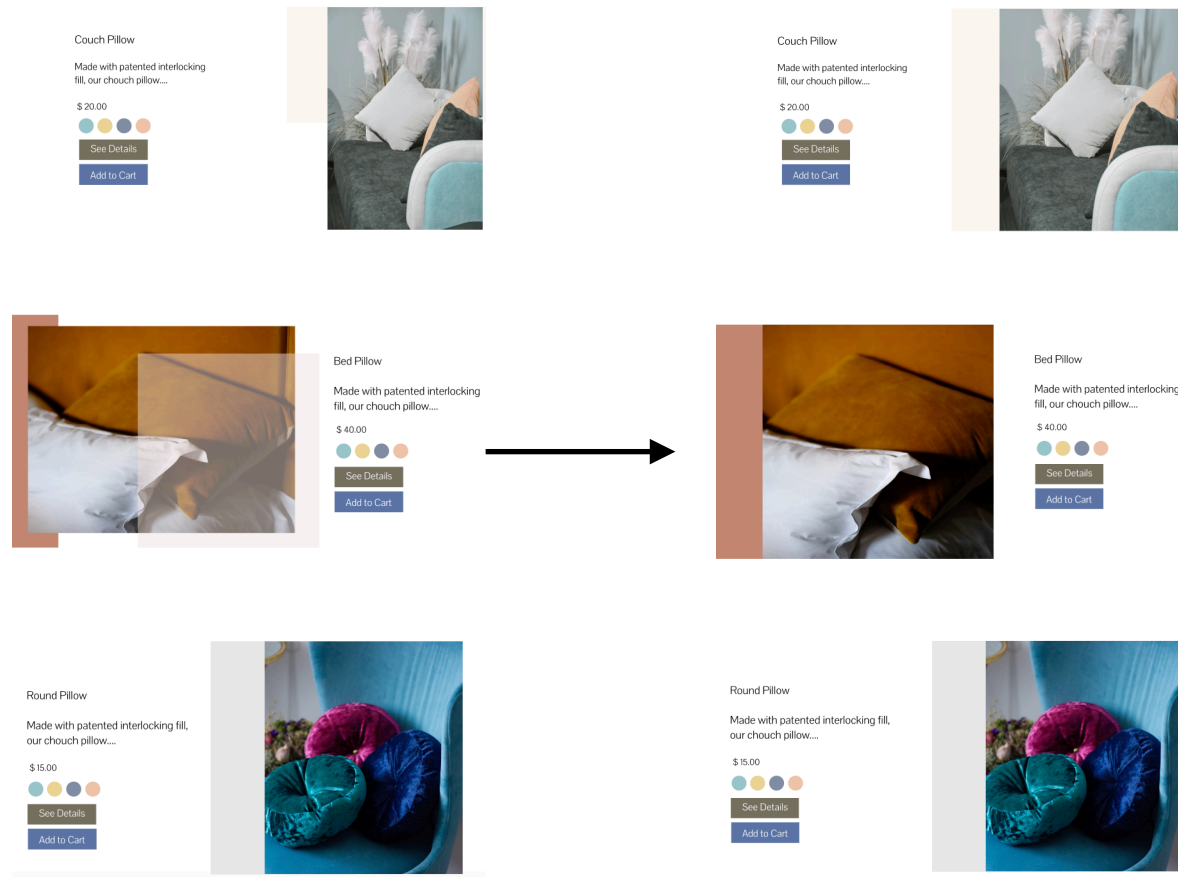 Couch Pillow
Made with patented interlocking
fill, our chouch pillow....
$ 20.00
See Details
Add to Cart
Bed Pillow
Made with patented interlocking
fill, our chouch pillow....
$ 40.00
See Details
Add to Cart
Round Pillow
Made with patented interlocking fill,
our chouch pillow....
$ 15.00
See Details
Add to Cart
Couch Pillow
Made with patented interlocking
fill, our chouch pillow....
$ 20.00
See Details
Add to Cart
Bed Pillow
Made with patented interlocking
fill, our chouch pillow....
$ 40.00
See Details
Add to Cart
Round Pillow
Made with patented interlocking fill,
our chouch pillow....
$ 15.00
See Details
Add to Cart